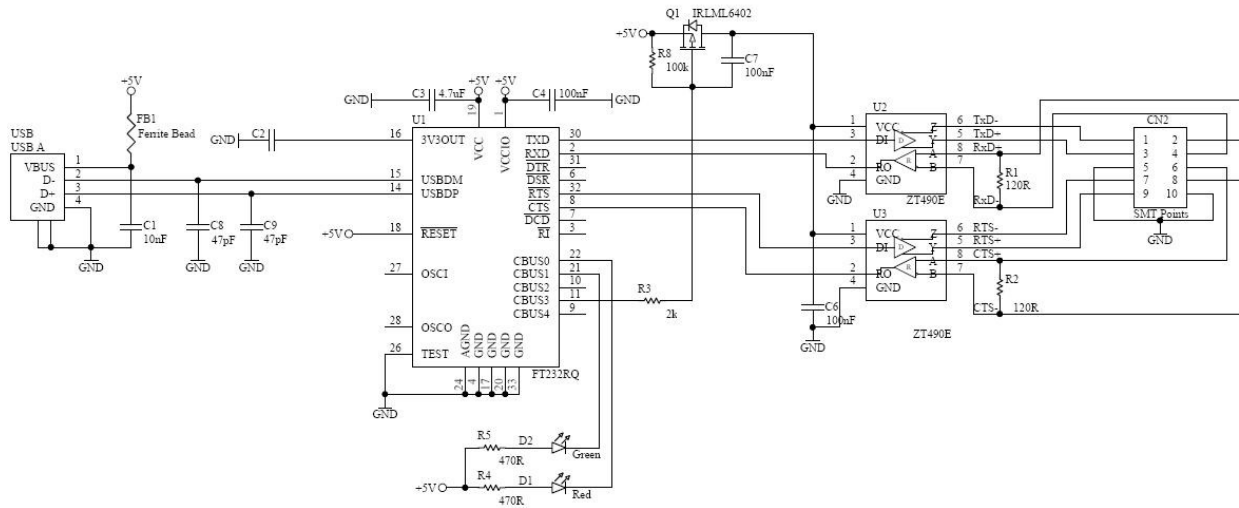 Q1 IRLML6402
+5V
R8
100k
C7
100nF
+5V
FB1
Ferrite Bead
GND
C3
4.7uF
+5V
+5V
C4
100nF
GND
USB
USB A
VBUS 1
D- 2
D+ 3
GND 4
GND
C2
C1
10nF
C8
47pF
C9
47pF
GND
GND
U1
19
VCC
1
VCCIO
16 3V3OUT
15 USBDM
14 USBDP
+5V
18 RESET
27 OSCI
28 OSCO
26 TEST
TXD 30
RXD 2
DTR 31
DSR 6
RTS 32
CTS 8
DCD 7
RI 3
CBUS0 22
CBUS1 21
CBUS2 10
CBUS3 11
CBUS4 9
AGND GND GND GND GND
24 4 17 20 33
FT232RQ
GND
R3
2k
U2
1 VCC Z 6 TxD-
3 DI D Y 5 TxD+
A 8 RxD+
2 RO R B 7
4 GND
GND
R1
120R
ZT490E
RxD-
U3
1 VCC Z 6 RTS-
3 DI D Y 5 RTS+
A 8 CTS+
2 RO R B 7
4 GND
R2
C6
100nF
GND
CTS-
120R
ZT490E
CN2
1 2
3 4
5 6
7 8
9 10
SMT Points
GND
R5
470R
D2
Green
+5V
R4
470R
D1
Red